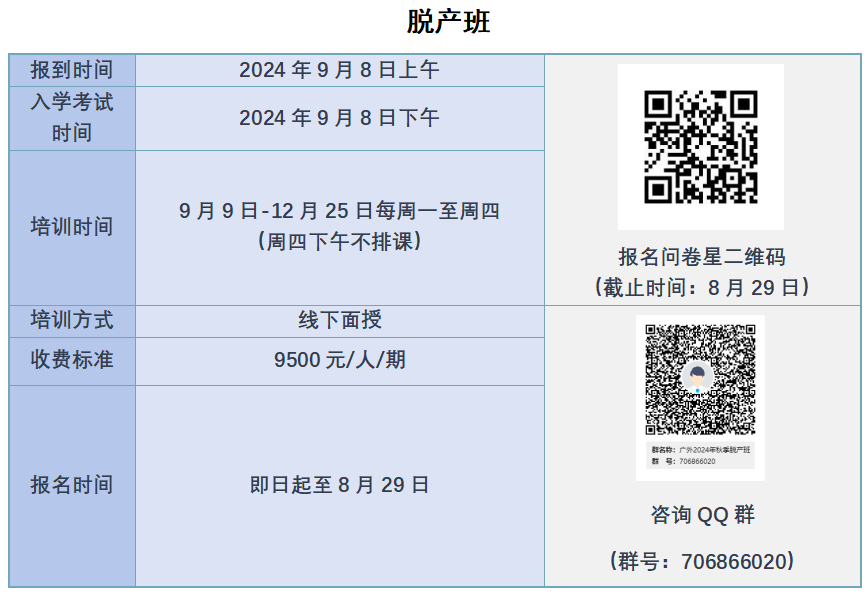 脱产班
报到时间
2024 年 9 月 8 日上午
入学考试
时间
2024 年 9 月 8 日下午
培训时间
9 月 9 日-12 月 25 日每周一至周四
(周四下午不排课)
报名问卷星二维码
(截止时间：8 月 29 日)
培训方式
线下面授
收费标准
9500 元/人/期
报名时间
即日起至 8 月 29 日
群名称：广外2024年秋季脱产班
群 号：706866020
咨询 QQ 群
(群号：706866020)